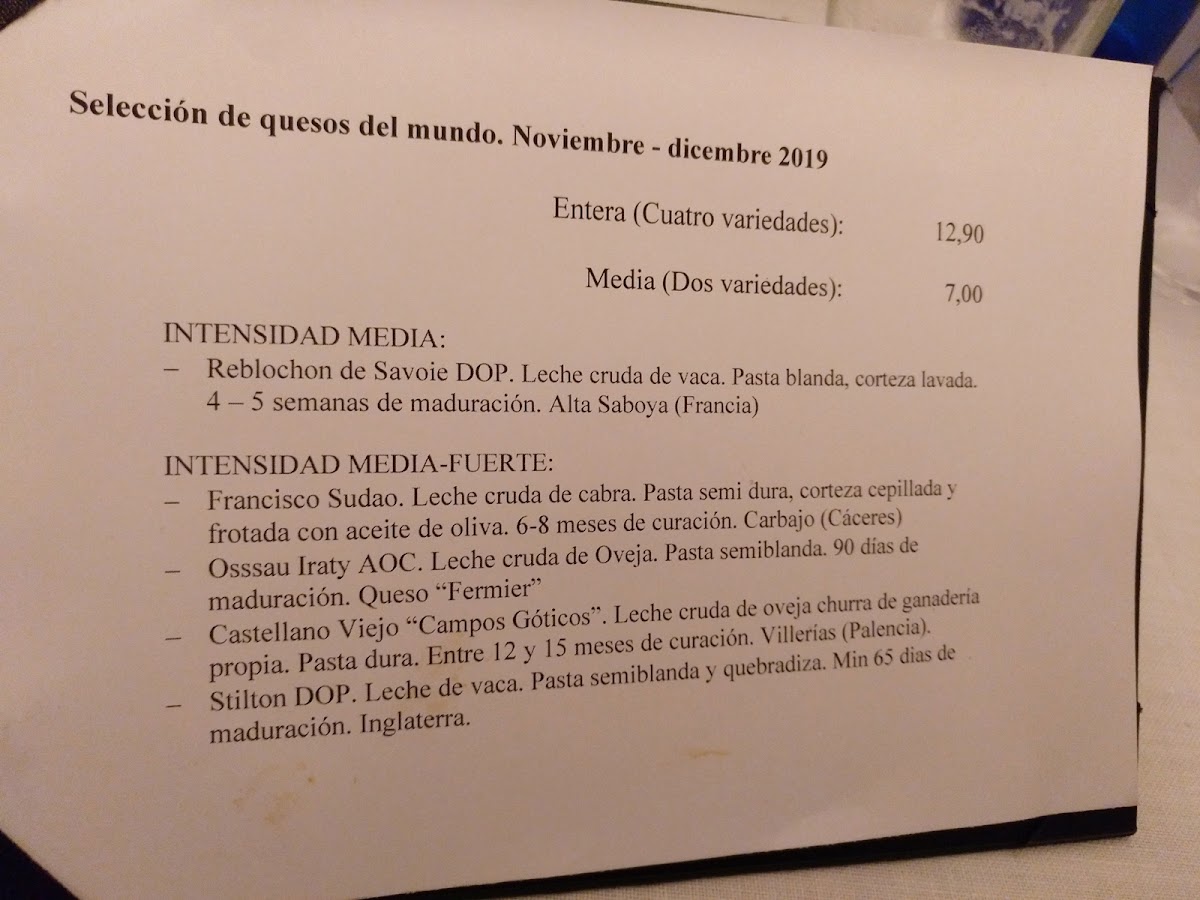 Selección de quesos del mundo. Noviembre - dicembre 2019
Entera (Cuatro variedades): 12,90
Media (Dos variedades): 7,00
INTENSIDAD MEDIA:
– Reblochon de Savoie DOP. Leche cruda de vaca. Pasta blanda, corteza lavada.
4 – 5 semanas de maduración. Alta Saboya (Francia)
INTENSIDAD MEDIA-FUERTE:
– Francisco Sudao. Leche cruda de cabra. Pasta semi dura, corteza cepillada y
frotada con aceite de oliva. 6-8 meses de curación. Carbajo (Cáceres)
– Osssau Iraty AOC. Leche cruda de Oveja. Pasta semiblanda. 90 días de
maduración. Queso “Fermier”
– Castellano Viejo “Campos Góticos”. Leche cruda de oveja churra de ganadería
propia. Pasta dura. Entre 12 y 15 meses de curación. Villerías (Palencia).
– Stilton DOP. Leche de vaca. Pasta semiblanda y quebradiza. Min 65 dias de
maduración. Inglaterra.